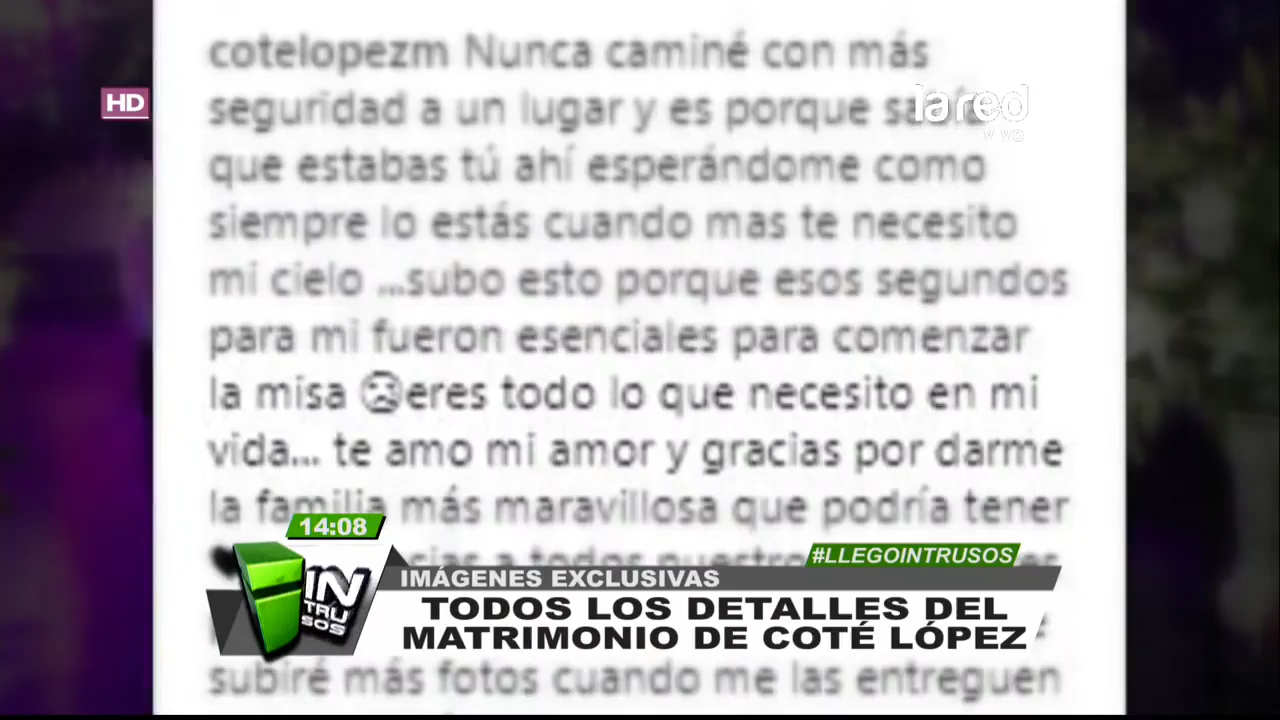 cotelopezm Nunca caminé con más
HD
seguridad a un lugar y es porque
la red
que estabas tú ahí esperándome como
siempre lo estás cuando mas te necesito
mi cielo ...subo esto porque esos segundos
para mi fueron esenciales para comenzar
la misa 😢eres todo lo que necesito en mi
vida... te amo mi amor y gracias por darme
la familia más maravillosa que podría tener
14:08
a todos
#LLEGOINTRUSOS
INTRUSOS
IMÁGENES EXCLUSIVAS
TODOS LOS DETALLES DEL
MATRIMONIO DE COTÉ LÓPEZ
subiré más fotos cuando me las entreguen